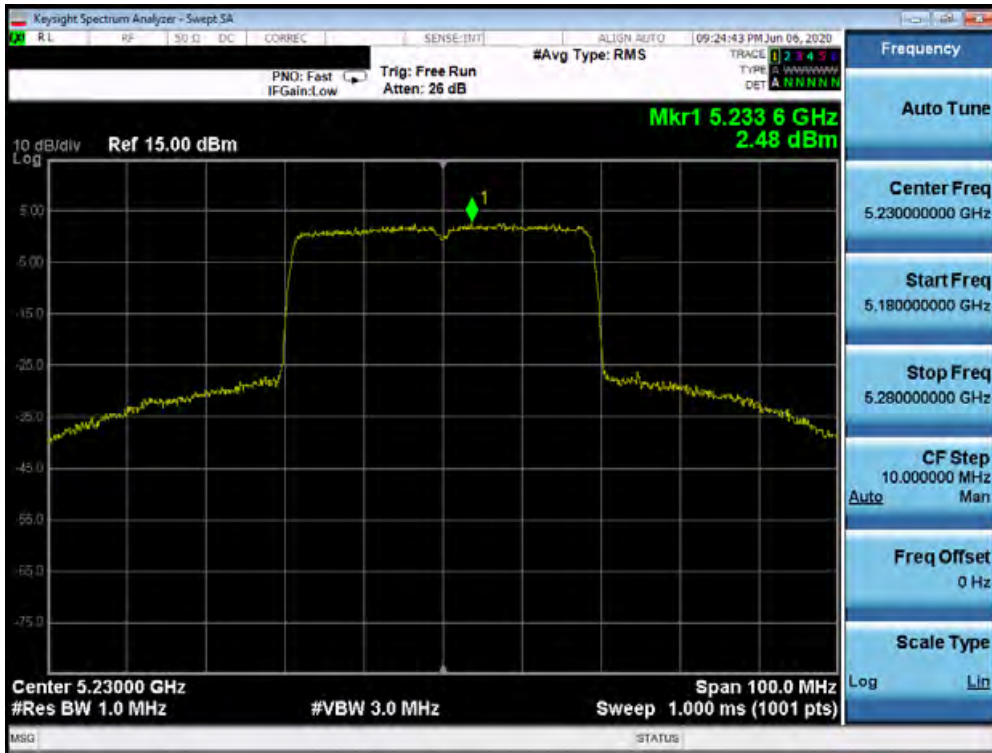 Keysight Spectrum Analyzer - Swept SA
RL RF 50 Ω DC CORREC SENSE:INT ALIGN AUTO 09:24:43 PM Jun 06, 2020
PNO: Fast
IFGain:Low
Trig: Free Run
Atten: 26 dB
#Avg Type: RMS
TRACE 1 2 3 4 5 6
TYPE A WWWWW
DET A N N N N N
Mkr1 5.233 6 GHz
2.48 dBm
10 dB/div
Log
Ref 15.00 dBm
1
5.00
-5.00
-15.0
-25.0
-35.0
-45.0
-55.0
-65.0
-75.0
Center 5.23000 GHz
Span 100.0 MHz
#Res BW 1.0 MHz
#VBW 3.0 MHz
Sweep 1.000 ms (1001 pts)
MSG
STATUS
Frequency
Auto Tune
Center Freq
5.230000000 GHz
Start Freq
5.180000000 GHz
Stop Freq
5.280000000 GHz
CF Step
10.000000 MHz
Auto Man
Freq Offset
0 Hz
Scale Type
Log Lin